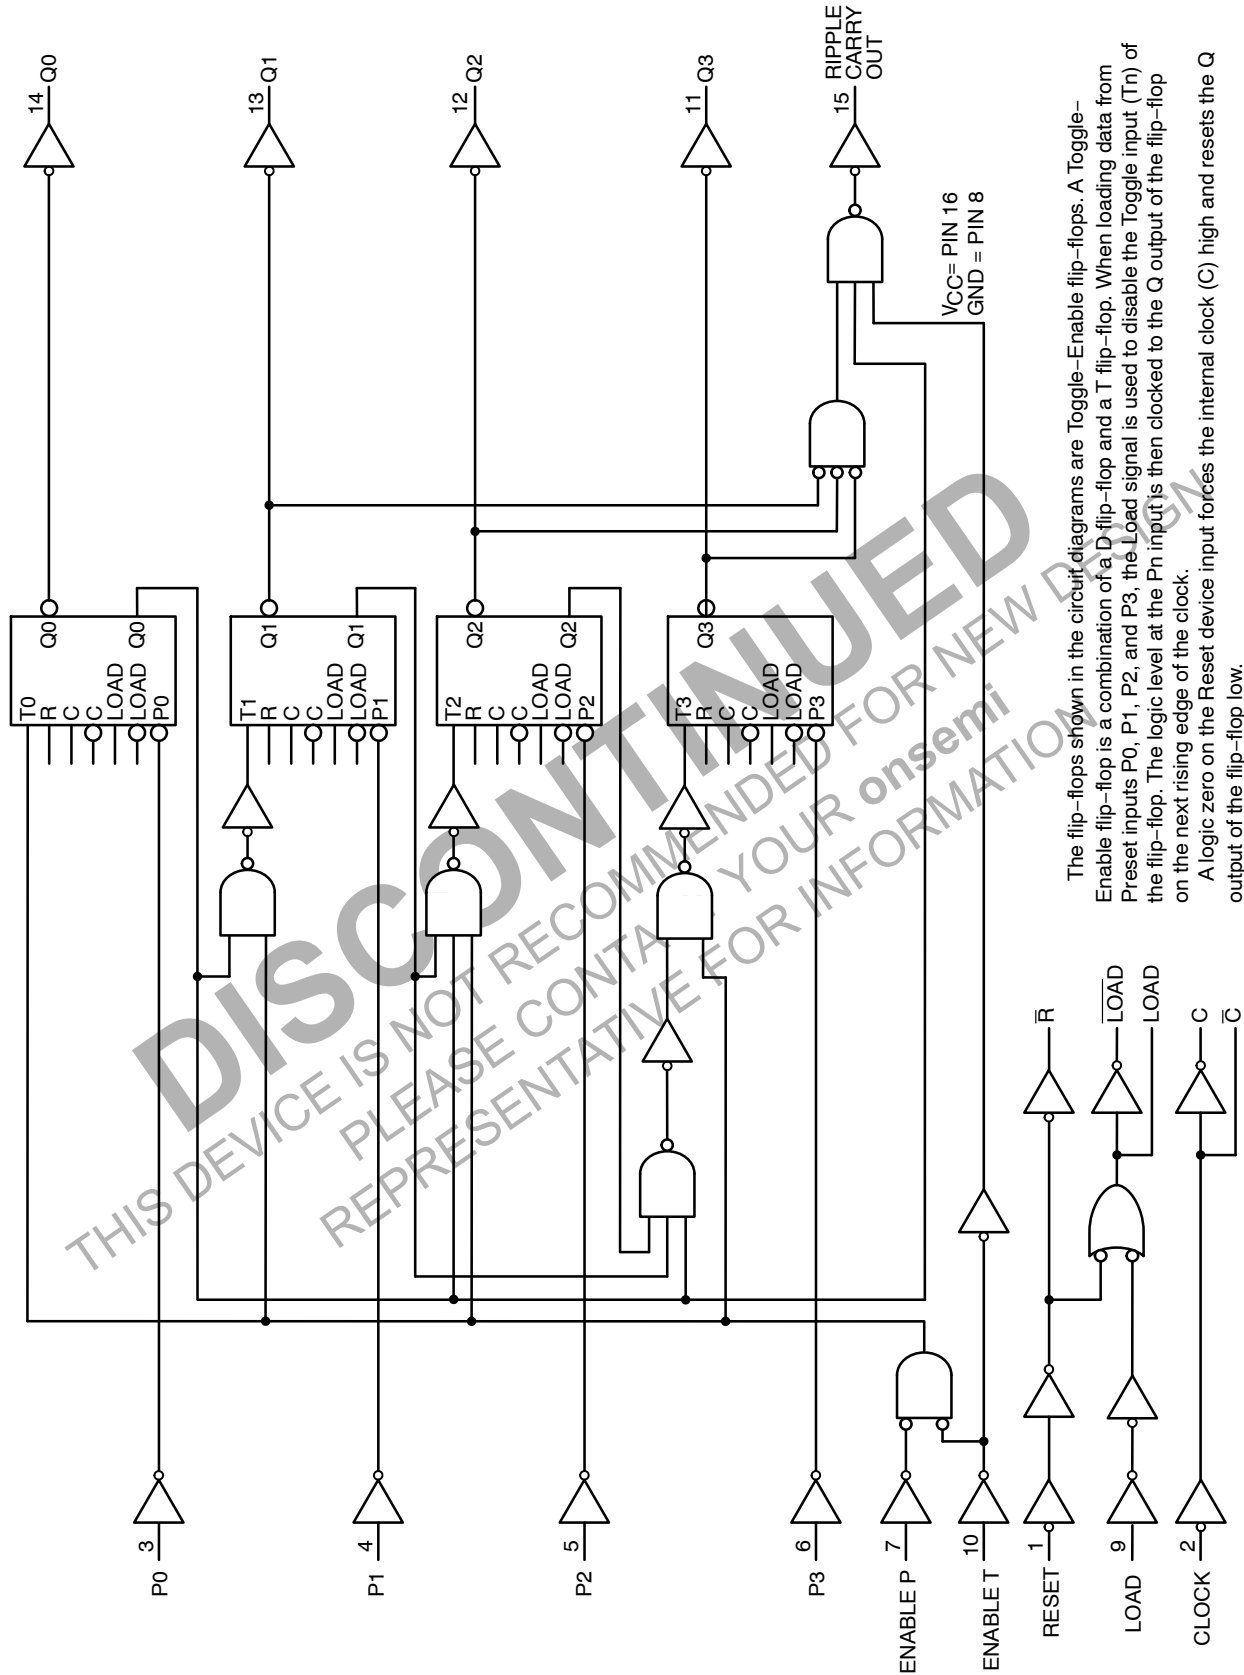 P0
3
P1
4
P2
5
P3
6
ENABLE P
7
ENABLE T
10
RESET
1
LOAD
9
CLOCK
2
R
LOAD
LOAD
C
C
T0
R
C
C
LOAD
LOAD
P0
Q0
Q0
T1
R
C
C
LOAD
LOAD
P1
Q1
Q1
T2
R
C
C
LOAD
LOAD
P2
Q2
Q2
T3
R
C
C
LOAD
LOAD
P3
Q3
14
Q0
13
Q1
12
Q2
11
Q3
15
RIPPLE
CARRY
OUT
VCC= PIN 16
GND = PIN 8
The flip−flops shown in the circuit diagrams are Toggle−Enable flip−flops. A Toggle−
Enable flip−flop is a combination of a D flip−flop and a T flip−flop. When loading data from
Preset inputs P0, P1, P2, and P3, the Load signal is used to disable the Toggle input (Tn) of
the flip−flop. The logic level at the Pn input is then clocked to the Q output of the flip−flop
on the next rising edge of the clock.
A logic zero on the Reset device input forces the internal clock (C) high and resets the Q
output of the flip−flop low.
DISCONTINUED
THIS DEVICE IS NOT RECOMMENDED FOR NEW DESIGN
PLEASE CONTACT YOUR onsemi
REPRESENTATIVE FOR INFORMATION